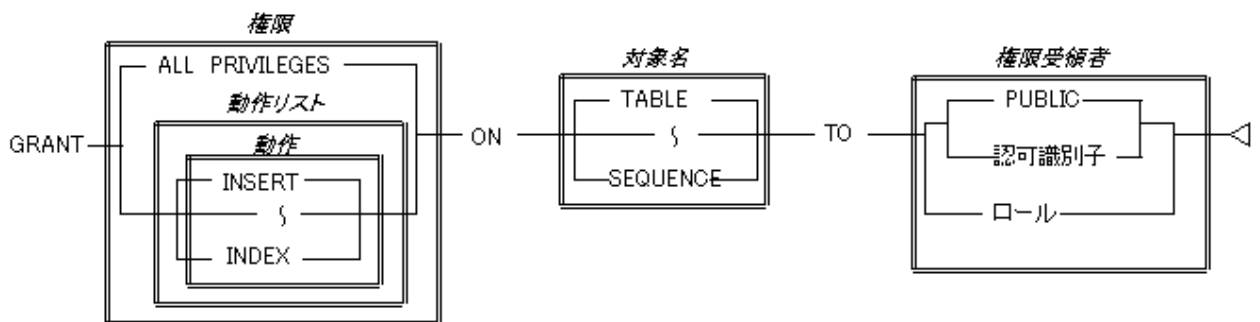 権限
ALL PRIVILEGES
動作リスト
動作
GRANT
INSERT
∫
INDEX
ON
対象名
TABLE
∫
SEQUENCE
TO
権限受領者
PUBLIC
認可識別子
ロール